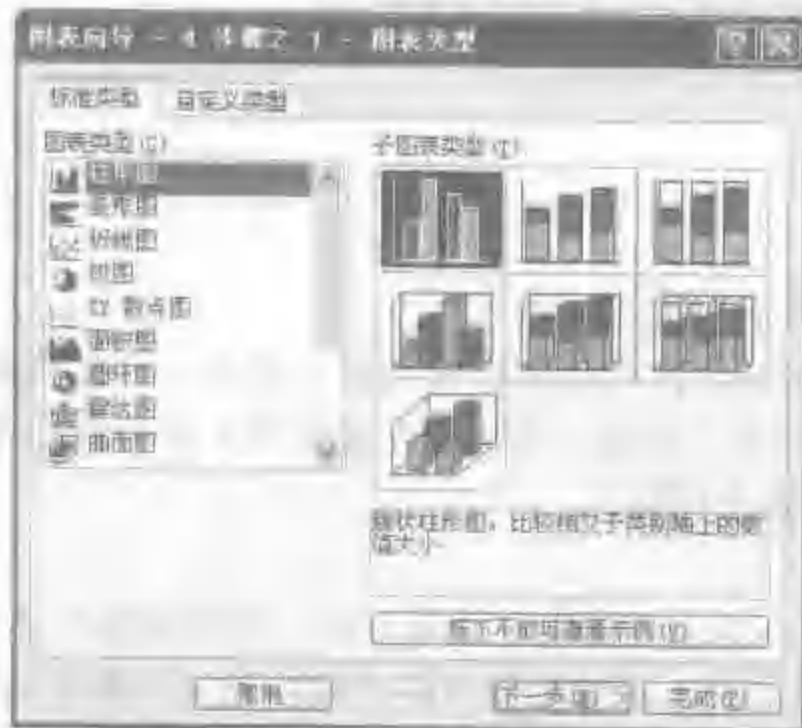 图表向导 - 4 步骤之 1 - 图表类型
标准类型 自定义类型
图表类型(C)
柱形图
条形图
折线图
饼图
XY 散点图
面积图
圆环图
雷达图
曲面图
子图表类型(T)
簇状柱形图，比较相交于类别轴上的数
值大小
按下不放可查看示例(V)
取消
下一步(N) >
完成(F)